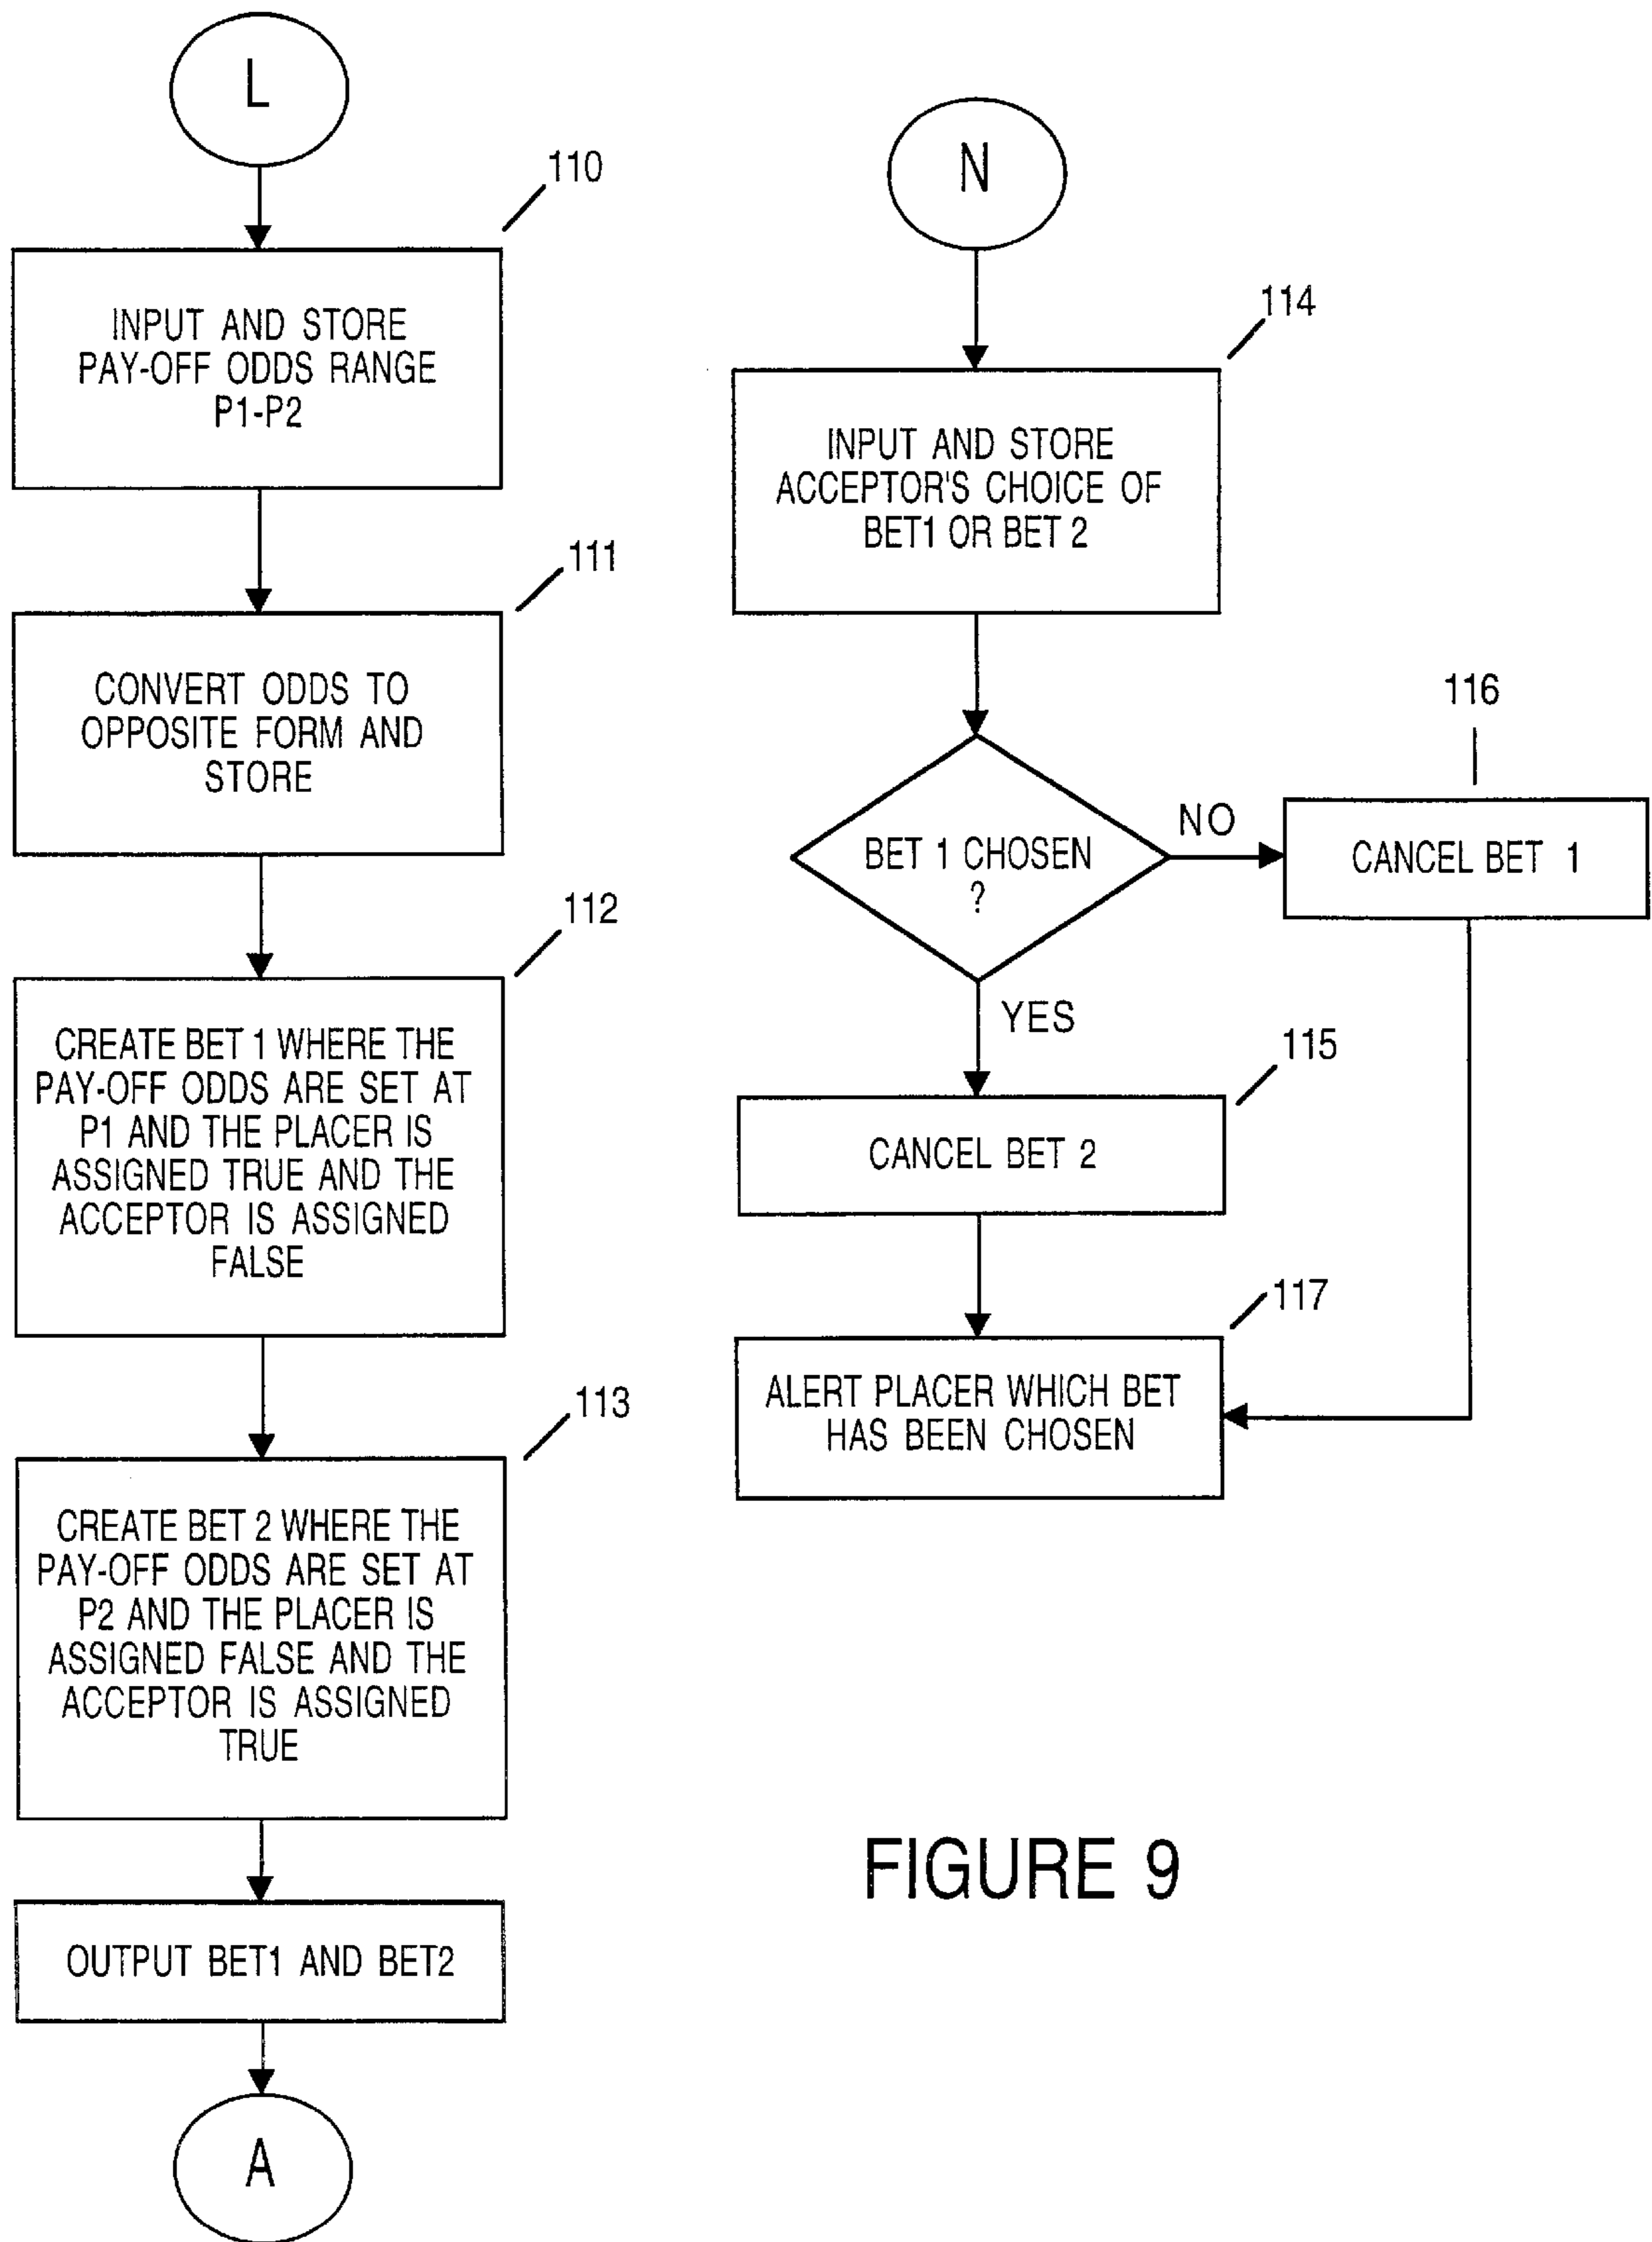 L
110
INPUT AND STORE
PAY-OFF ODDS RANGE
P1-P2
111
CONVERT ODDS TO
OPPOSITE FORM AND
STORE
112
CREATE BET 1 WHERE THE
PAY-OFF ODDS ARE SET AT
P1 AND THE PLACER IS
ASSIGNED TRUE AND THE
ACCEPTOR IS ASSIGNED
FALSE
113
CREATE BET 2 WHERE THE
PAY-OFF ODDS ARE SET AT
P2 AND THE PLACER IS
ASSIGNED FALSE AND THE
ACCEPTOR IS ASSIGNED
TRUE
OUTPUT BET1 AND BET2
A
N
114
INPUT AND STORE
ACCEPTOR'S CHOICE OF
BET1 OR BET 2
BET 1 CHOSEN
?
NO
116
CANCEL BET 1
YES
115
CANCEL BET 2
117
ALERT PLACER WHICH BET
HAS BEEN CHOSEN
FIGURE 9